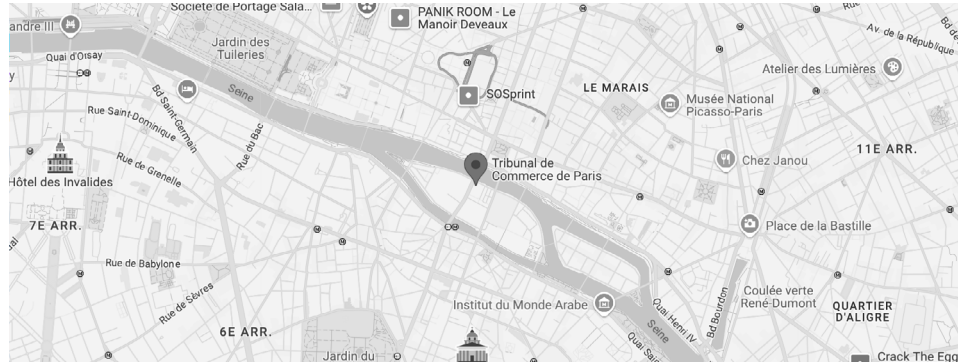 Société de Portage Sala...
andre III
PANIK ROOM - Le
Manoir Deveaux
Jardin des
Tuileries
Quai d'Orsay
Av. de la République
Atelier des Lumières
Seine
SOSprint
LE MARAIS
Musée National
Picasso-Paris
Bd Saint-Germain
Rue Saint-Dominique
Rue du Bac
Rue de Grenelle
11E ARR.
Chez Janou
Tribunal de
Commerce de Paris
Hôtel des Invalides
7E ARR.
Place de la Bastille
Rue de Babylone
Rue de Sèvres
Institut du Monde Arabe
Quai Henri IV
Bd Bourdon
Coulée verte
René-Dumont
QUARTIER
D'ALIGRE
6E ARR.
Seine
Jardin du
Crack The Egg